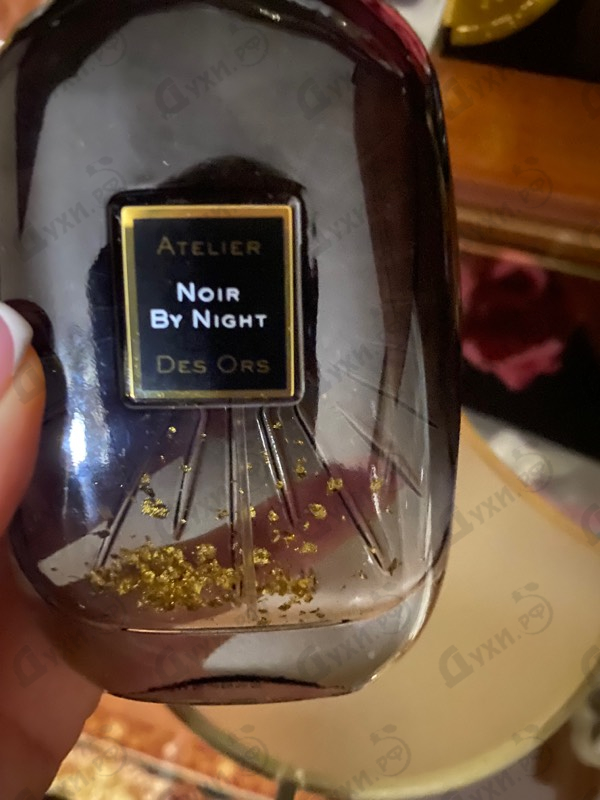 Atelier
Noir
By Night
Des Ors
Духи.рф